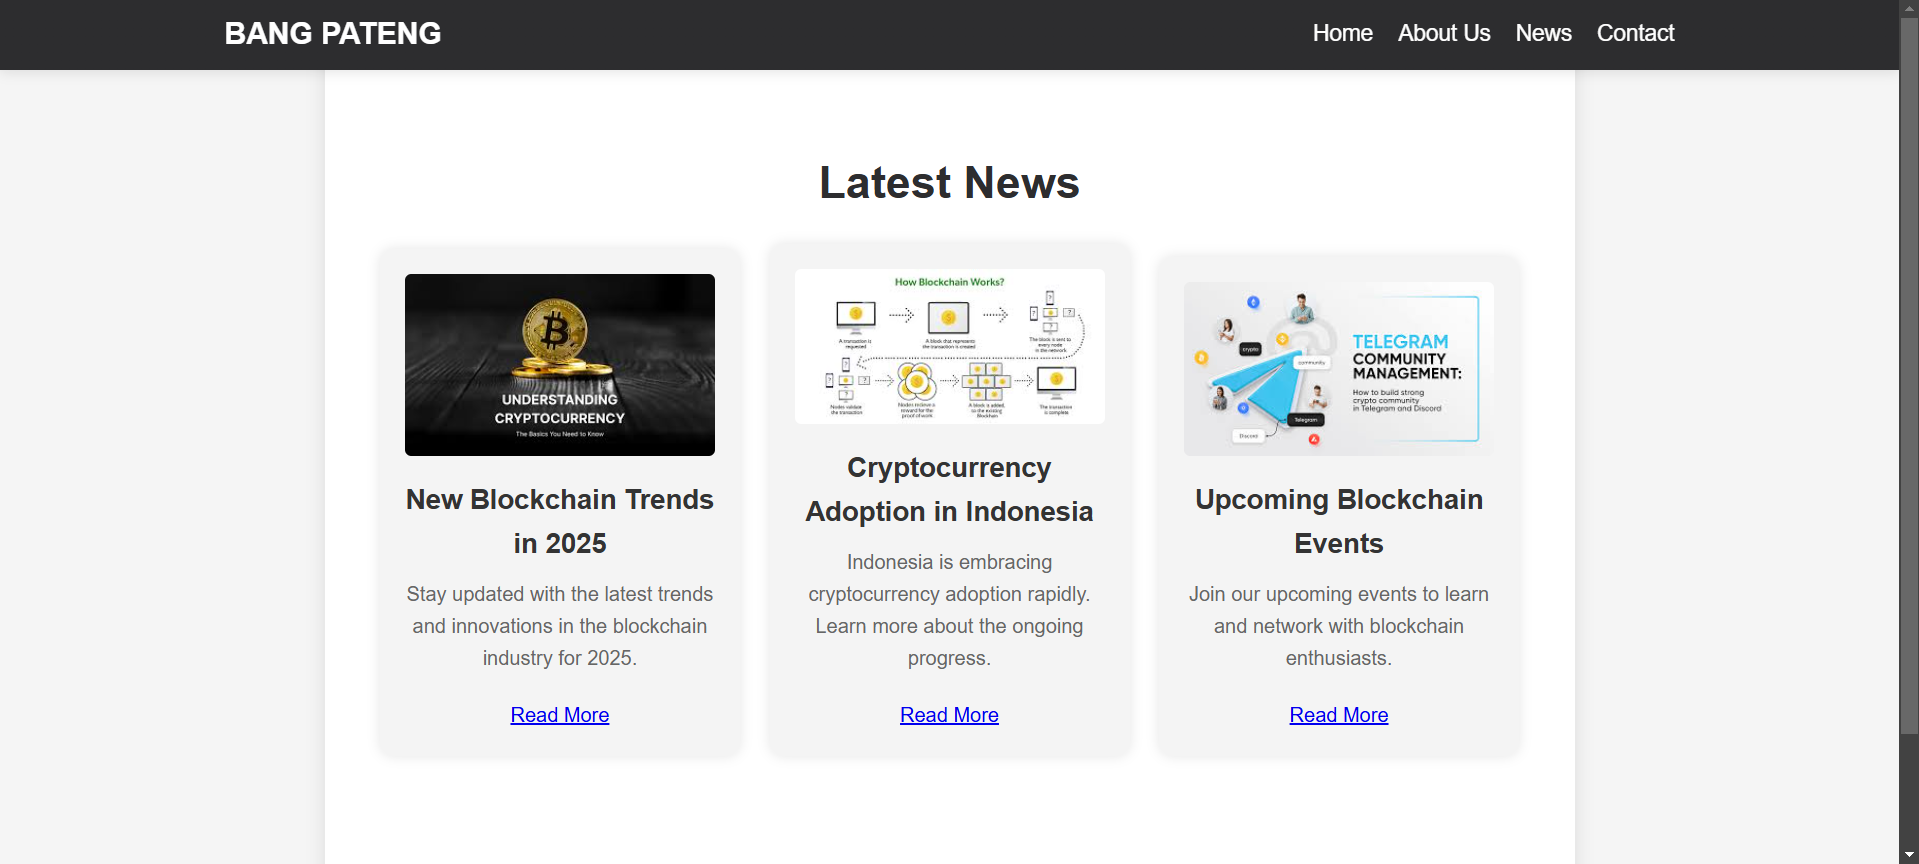 BANG PATENG
Home About Us News Contact
Latest News
UNDERSTANDING
CRYPTOCURRENCY
The Basics You Need to Know
New Blockchain Trends
in 2025
Stay updated with the latest trends
and innovations in the blockchain
industry for 2025.
Read More
How Blockchain Works?
A transaction is
requested
A block that represents
the transaction is created
The block is sent to
every node
in the network.
Nodes validate
the transaction
Nodes recieve a
reward for the
proof of work
A block is added
to the existing
Blockchain
The transaction
is complete
Cryptocurrency
Adoption in Indonesia
Indonesia is embracing
cryptocurrency adoption rapidly.
Learn more about the ongoing
progress.
Read More
crypto
community
Telegram
Discord
TELEGRAM
COMMUNITY
MANAGEMENT:
How to build strong
crypto community
in Telegram and Discord
Upcoming Blockchain
Events
Join our upcoming events to learn
and network with blockchain
enthusiasts.
Read More